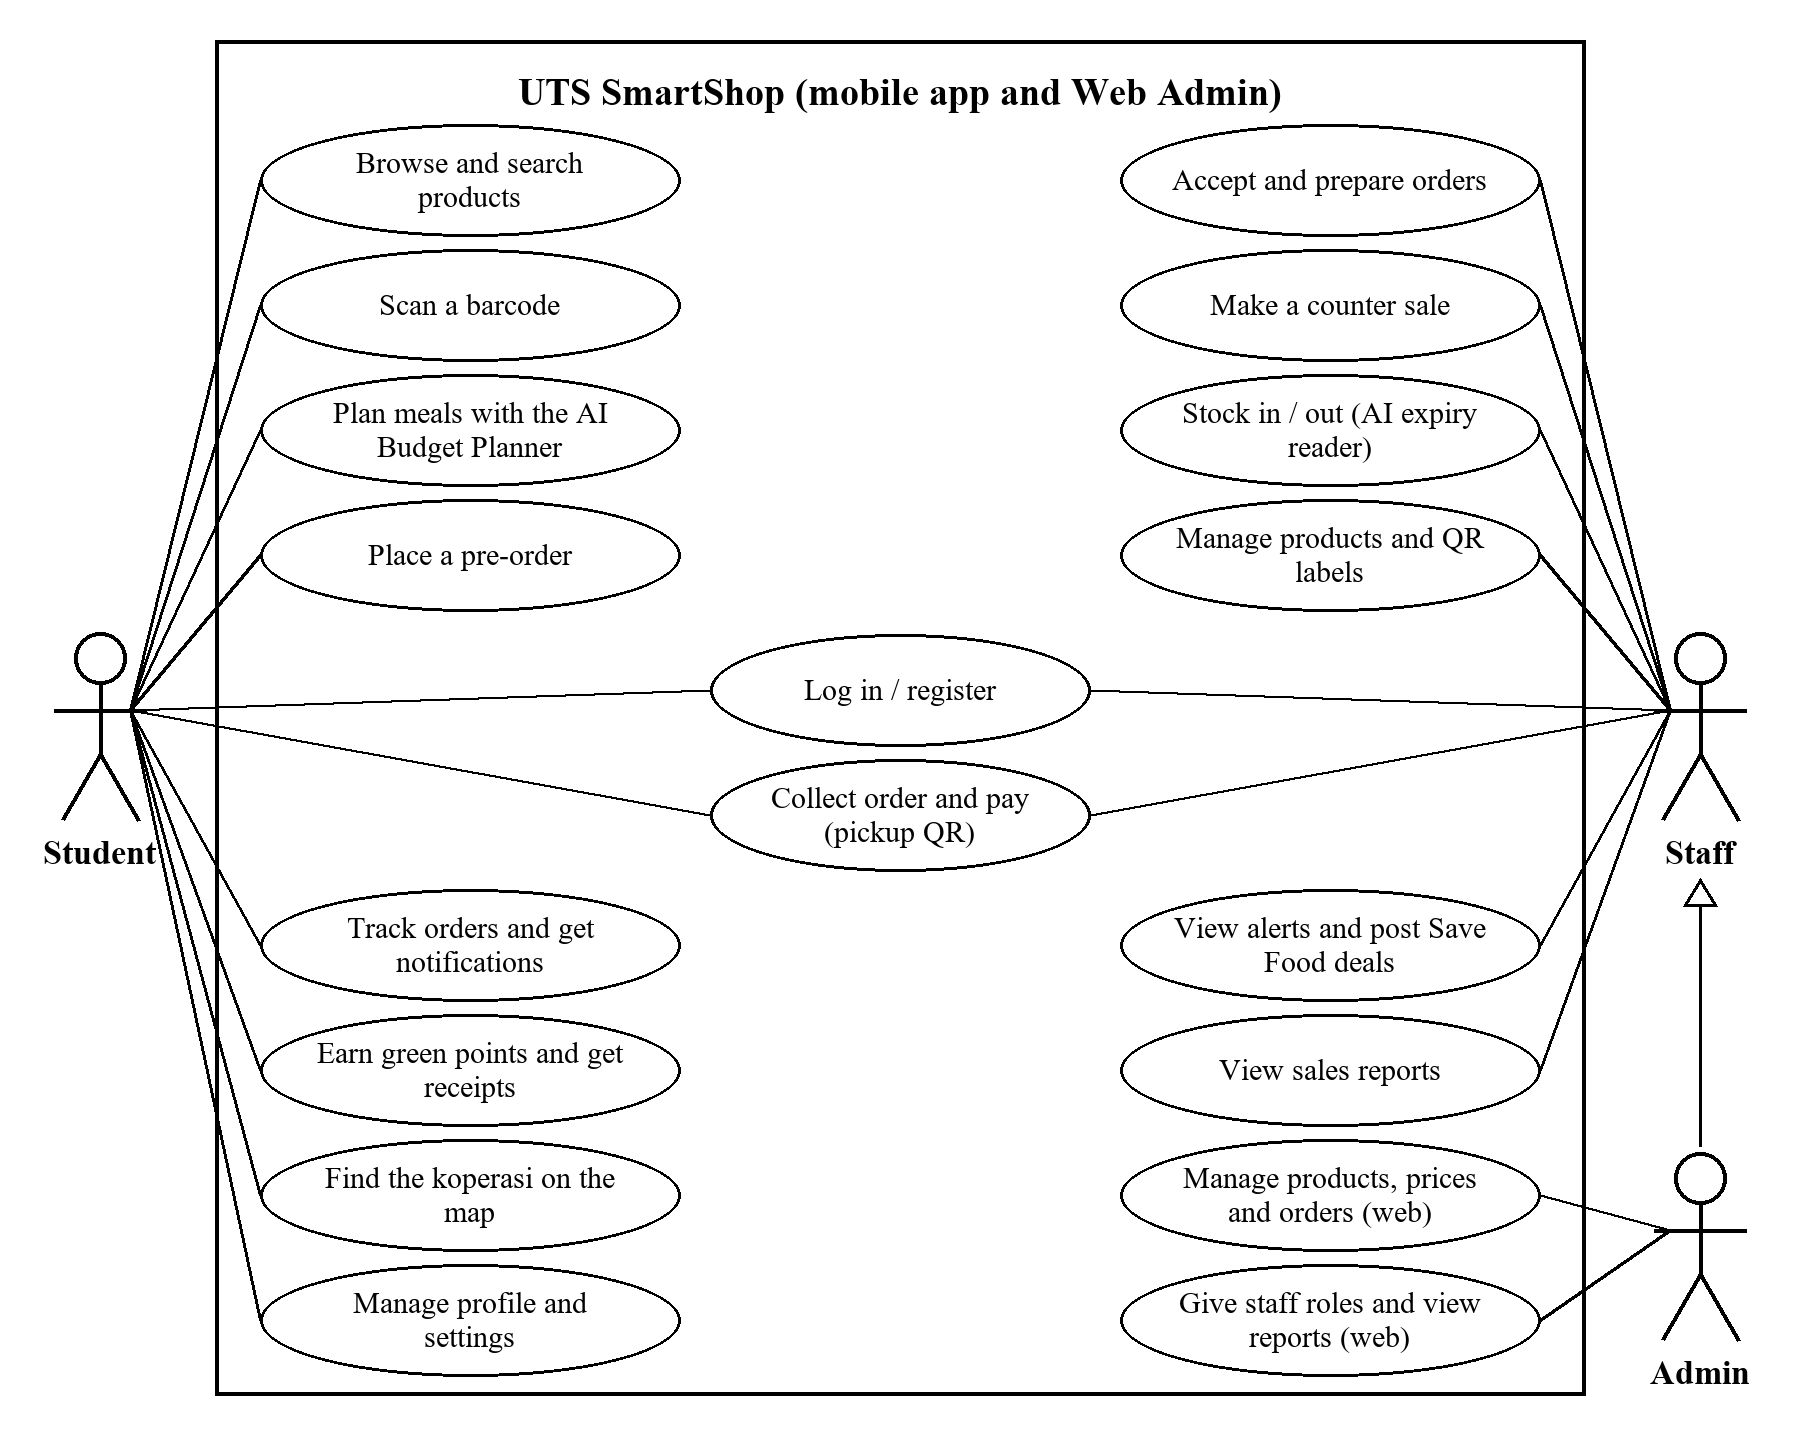 UTS SmartShop (mobile app and Web Admin)
Browse and search
products
Scan a barcode
Plan meals with the AI
Budget Planner
Place a pre-order
Accept and prepare orders
Make a counter sale
Stock in / out (AI expiry
reader)
Manage products and QR
labels
Log in / register
Collect order and pay
(pickup QR)
Student
Staff
Track orders and get
notifications
Earn green points and get
receipts
Find the koperasi on the
map
Manage profile and
settings
View alerts and post Save
Food deals
View sales reports
Manage products, prices
and orders (web)
Give staff roles and view
reports (web)
Admin